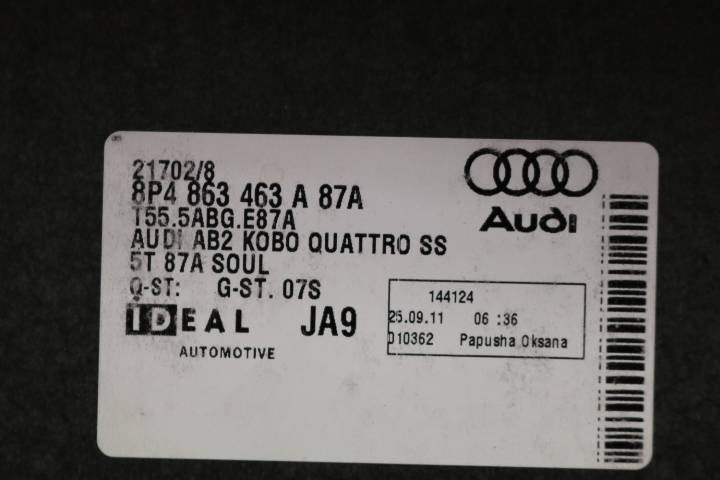 21702/8
8P4 863 463 A 87A
T55.5ABG.E87A
AUDI AB2 KOBO QUATTRO SS
5T 87A SOUL
Q-ST: G-ST. 07S
IDEAL JA9
AUTOMOTIVE
Audi
144124
25.09.11 06:36
D10362 Papusha Oksana